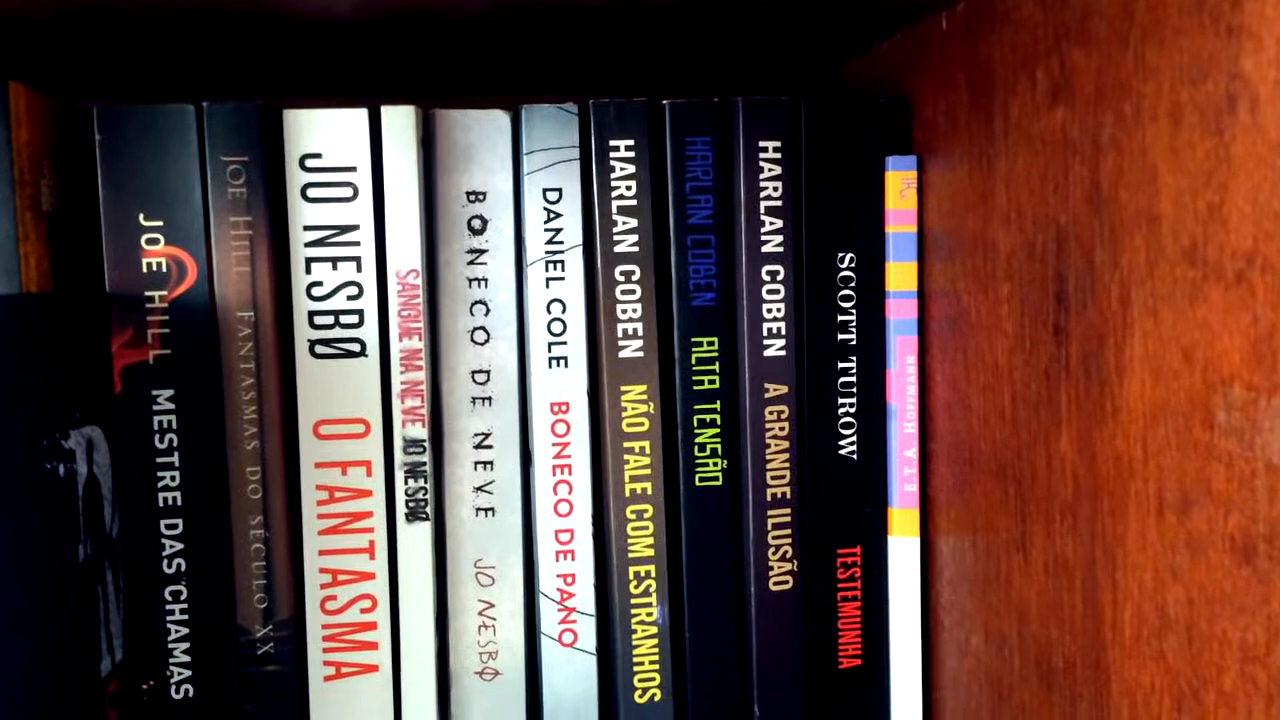 JOE HILL MESTRE DAS CHAMAS
JOE HILL FANTASMAS DO SÉCULO XX
JO NESBØ O FANTASMA
SANGUE NA NEVE JO NESBØ
BONECO DE NEVE JO NESBØ
DANIEL COLE BONECO DE PANO
HARLAN COBEN NÃO FALE COM ESTRANHOS
HARLAN COBEN ALTA TENSÃO
HARLAN COBEN A GRANDE ILUSÃO
SCOTT TUROW TESTEMUNHA
E.T.A. HOFFMANN